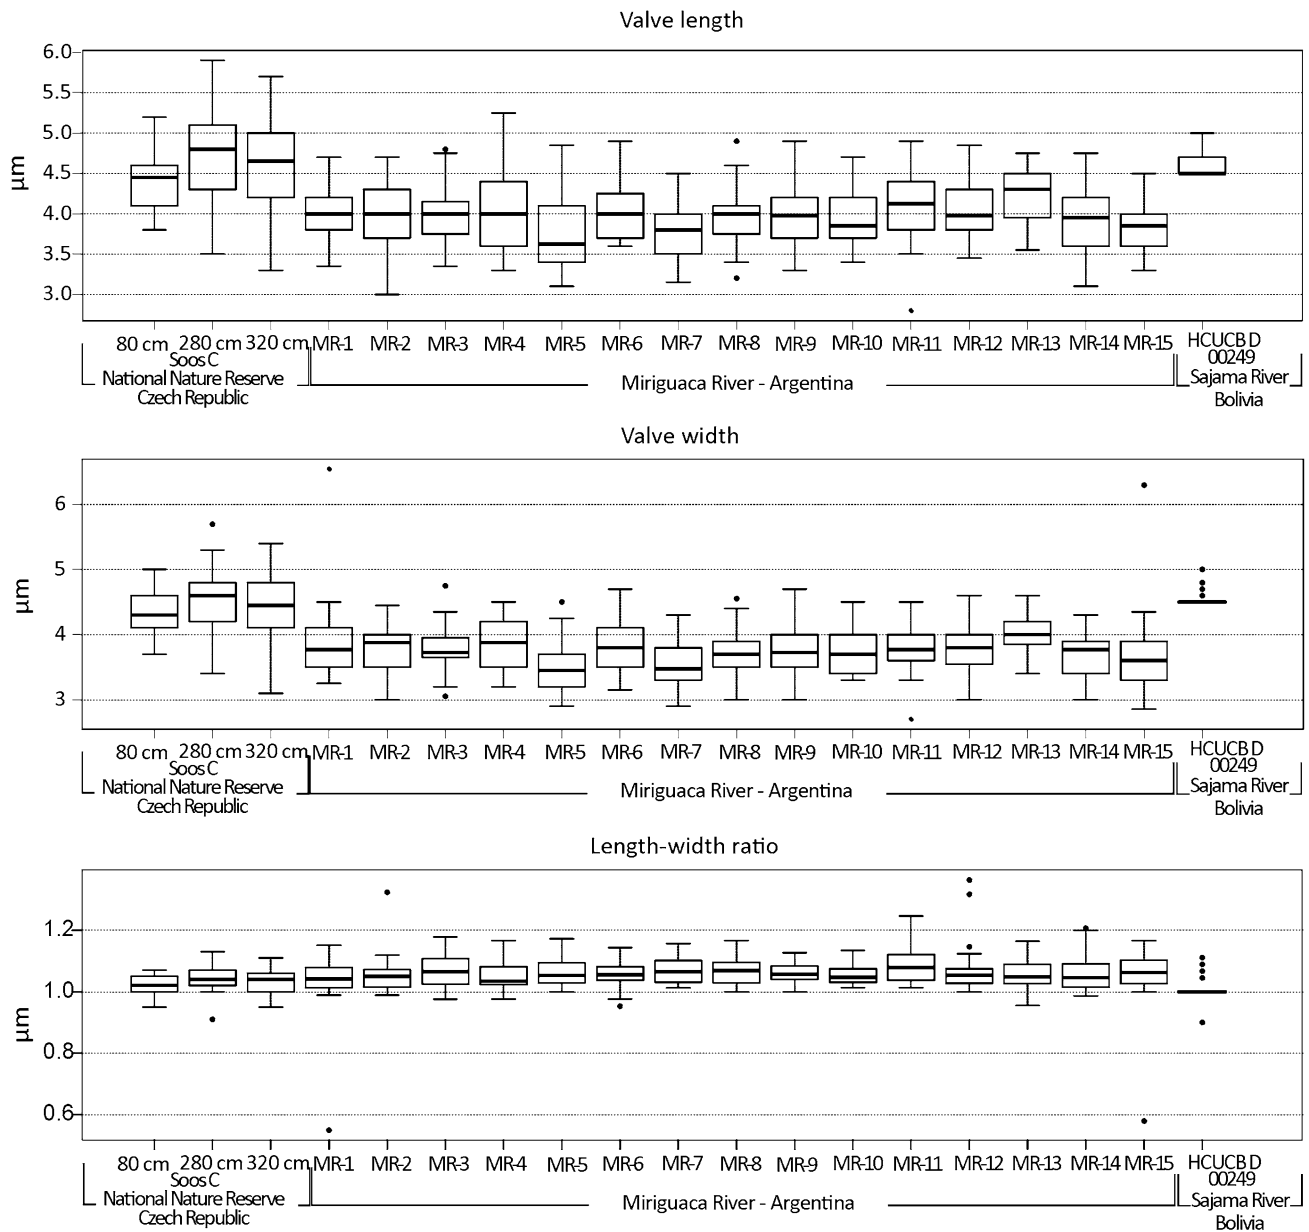 Valve length
6.0
5.5
5.0
4.5
4.0
3.5
3.0
µm
80 cm 280 cm 320 cm MR-1 MR-2 MR-3 MR-4 MR-5 MR-6 MR-7 MR-8 MR-9 MR-10 MR-11 MR-12 MR-13 MR-14 MR-15 HCUCBD
Soos C 00249
National Nature Reserve Miriguaca River - Argentina Sajama River
Czech Republic Bolivia
Valve width
6
5
4
3
µm
80 cm 280 cm 320 cm MR-1 MR-2 MR-3 MR-4 MR-5 MR-6 MR-7 MR-8 MR-9 MR-10 MR-11 MR-12 MR-13 MR-14 MR-15 HCUCBD
Soos C 00249
National Nature Reserve Miriguaca River - Argentina Sajama River
Czech Republic Bolivia
Length-width ratio
1.2
1.0
0.8
0.6
µm
80 cm 280 cm 320 cm MR-1 MR-2 MR-3 MR-4 MR-5 MR-6 MR-7 MR-8 MR-9 MR-10 MR-11 MR-12 MR-13 MR-14 MR-15 HCUCBD
Soos C 00249
National Nature Reserve Miriguaca River - Argentina Sajama River
Czech Republic Bolivia